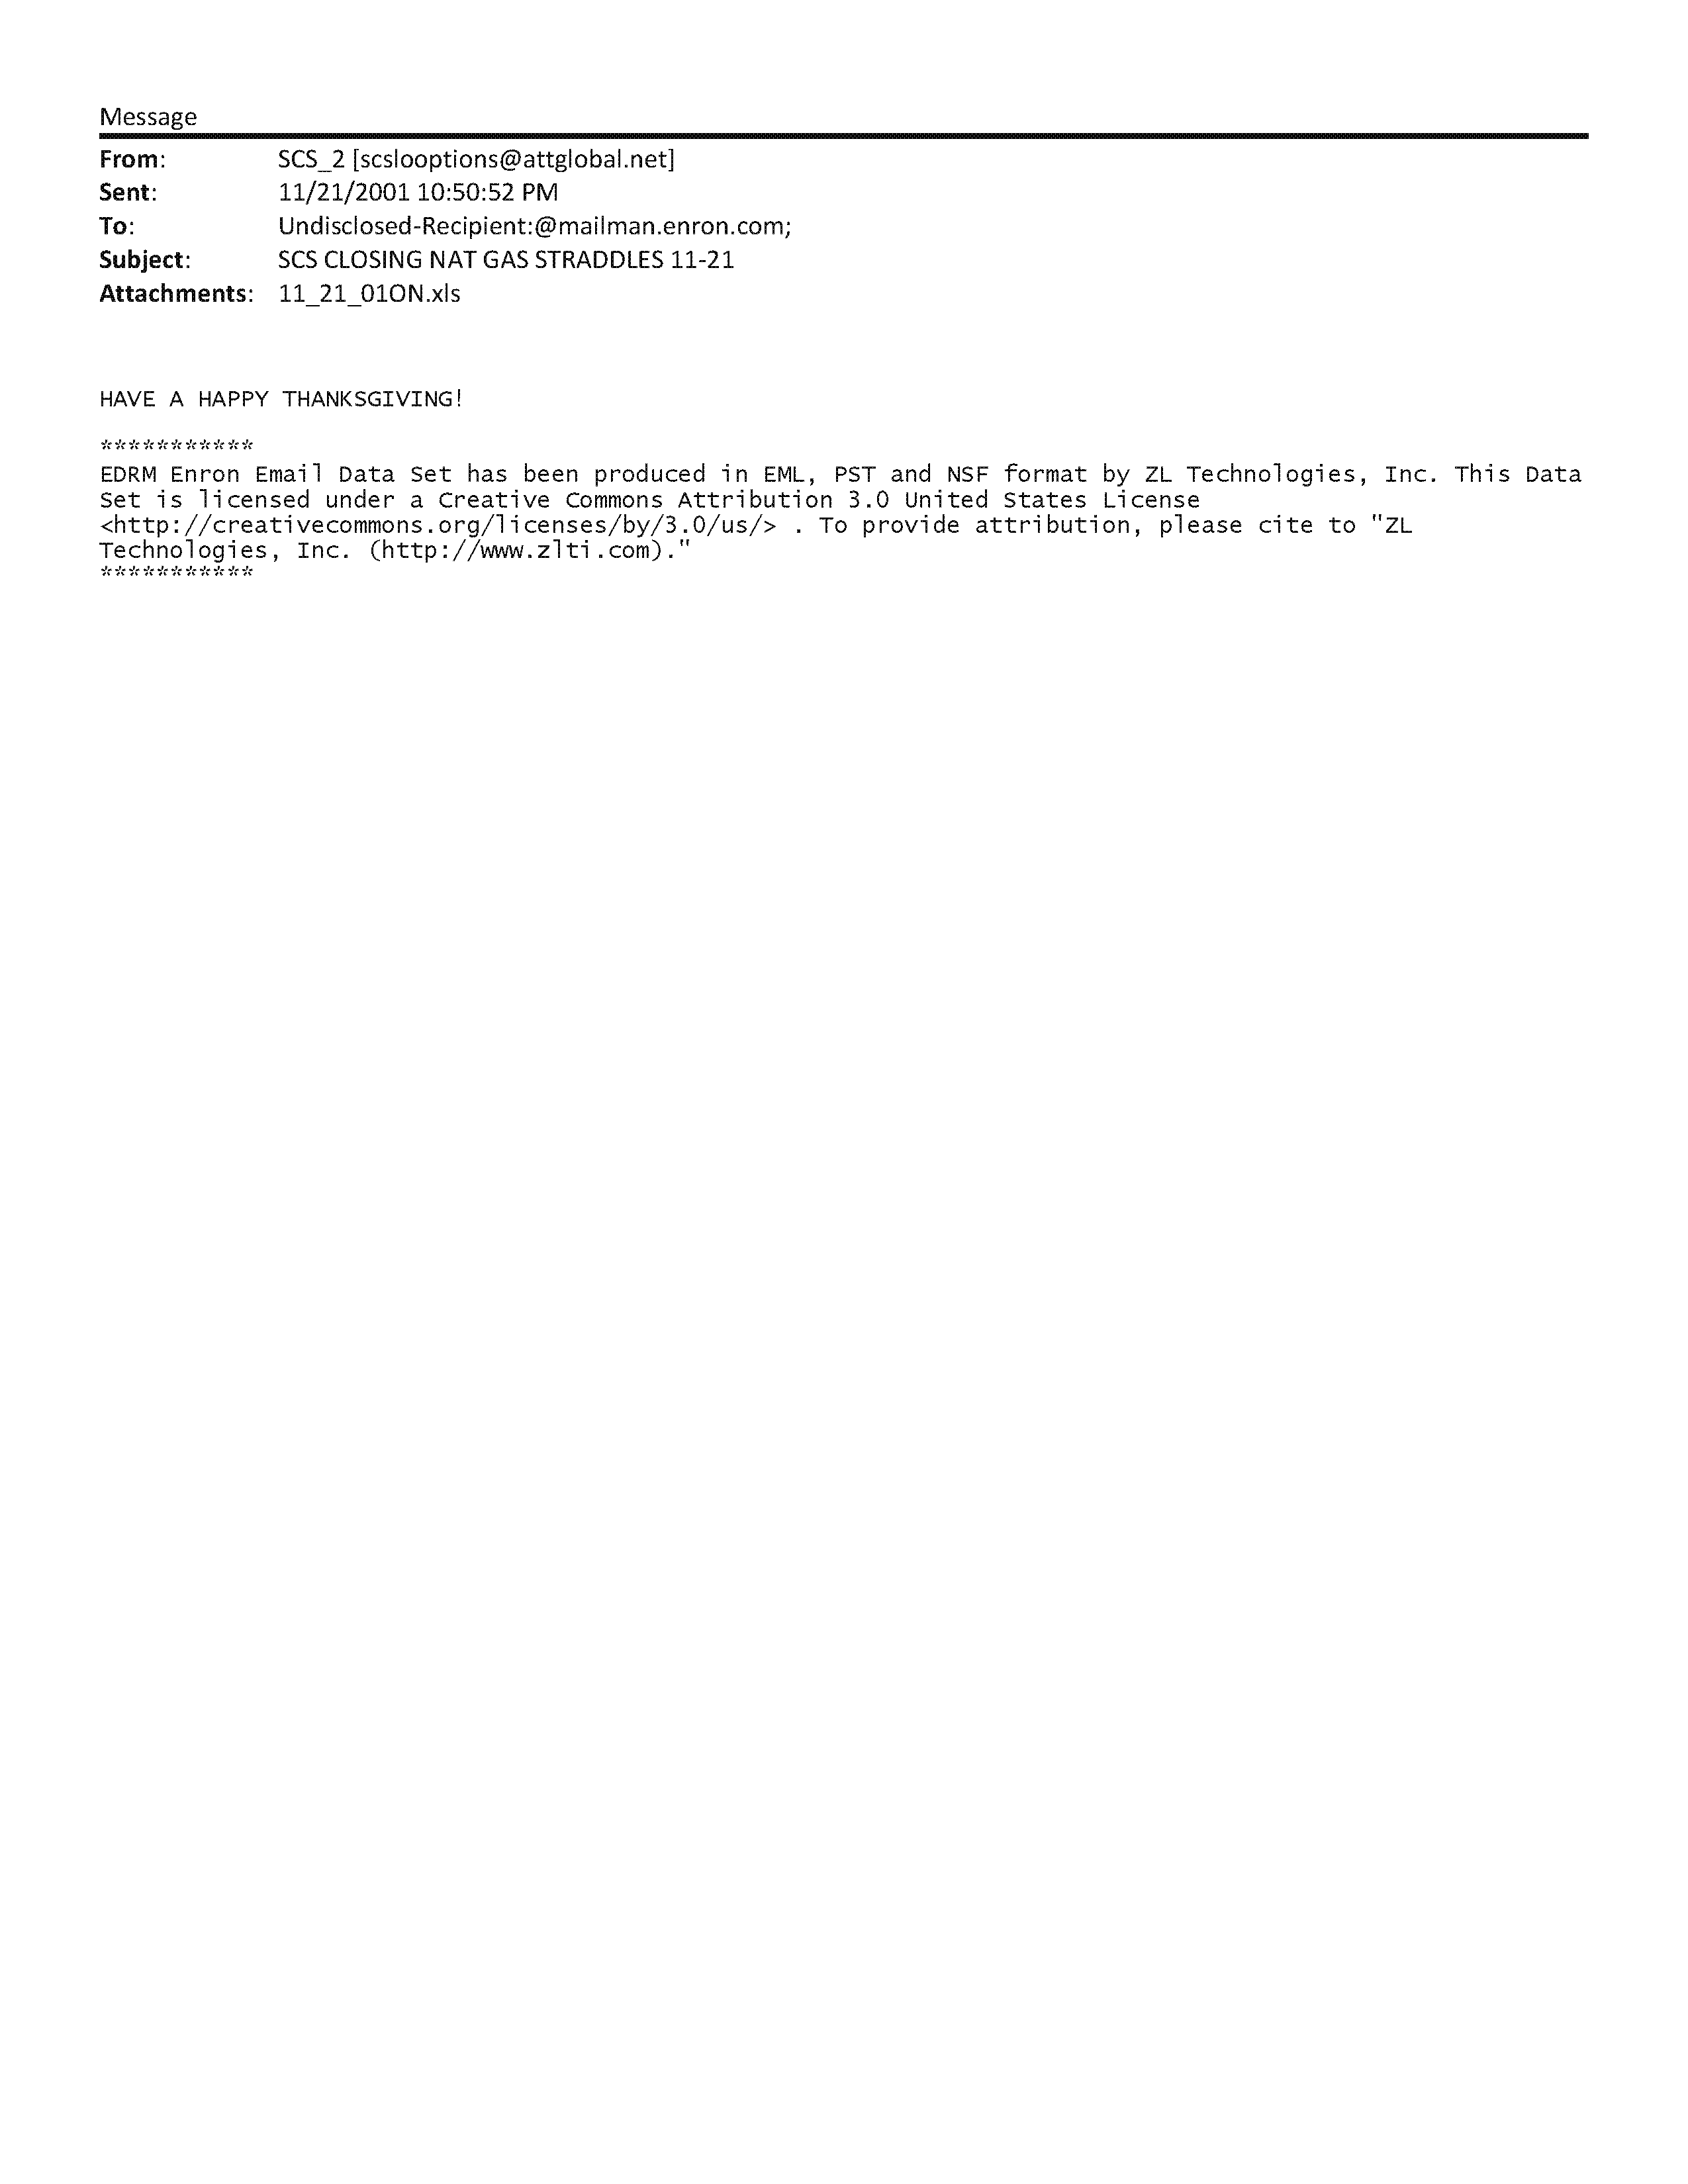 Message
From: SCS_2 [scslooptions@attglobal.net]
Sent: 11/21/2001 10:50:52 PM
To: Undisclosed-Recipient:@mailman.enron.com;
Subject: SCS CLOSING NAT GAS STRADDLES 11-21
Attachments: 11_21_01ON.xls
HAVE A HAPPY THANKSGIVING!
***********
EDRM Enron Email Data Set has been produced in EML, PST and NSF format by ZL Technologies, Inc. This Data
Set is licensed under a Creative Commons Attribution 3.0 United States License
<http://creativecommons.org/licenses/by/3.0/us/> . To provide attribution, please cite to "ZL
Technologies, Inc. (http://www.zlti.com)."
***********